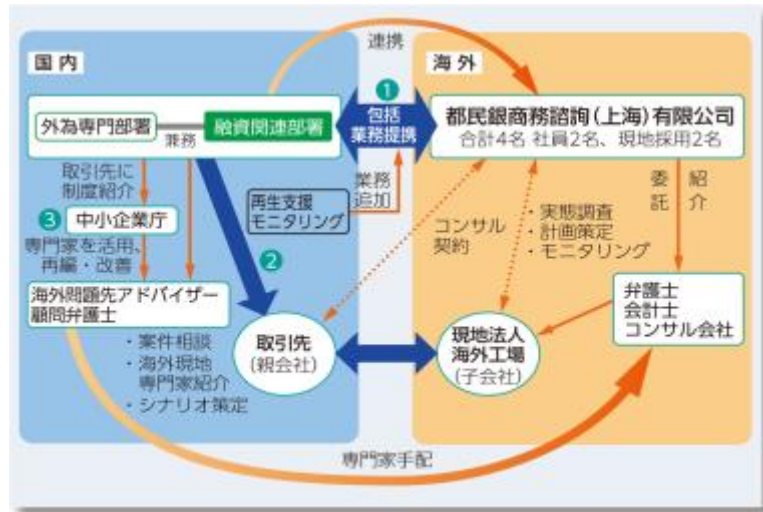 連携
国内
海外
❶
包括
業務提携
外為専門部署
兼務
融資関連部署
都民銀商務諮詢(上海)有限公司
合計4名 社員2名、現地採用2名
取引先に
制度紹介
業務
追加
再生支援
モニタリング
委託
紹介
❸
中小企業庁
コンサル
契約
・実態調査
・計画策定
・モニタリング
専門家を活用、
再編・改善
❷
海外問題先アドバイザー
顧問弁護士
弁護士
会計士
コンサル会社
・案件相談
・海外現地
専門家紹介
・シナリオ策定
取引先
(親会社)
現地法人
海外工場
(子会社)
専門家手配